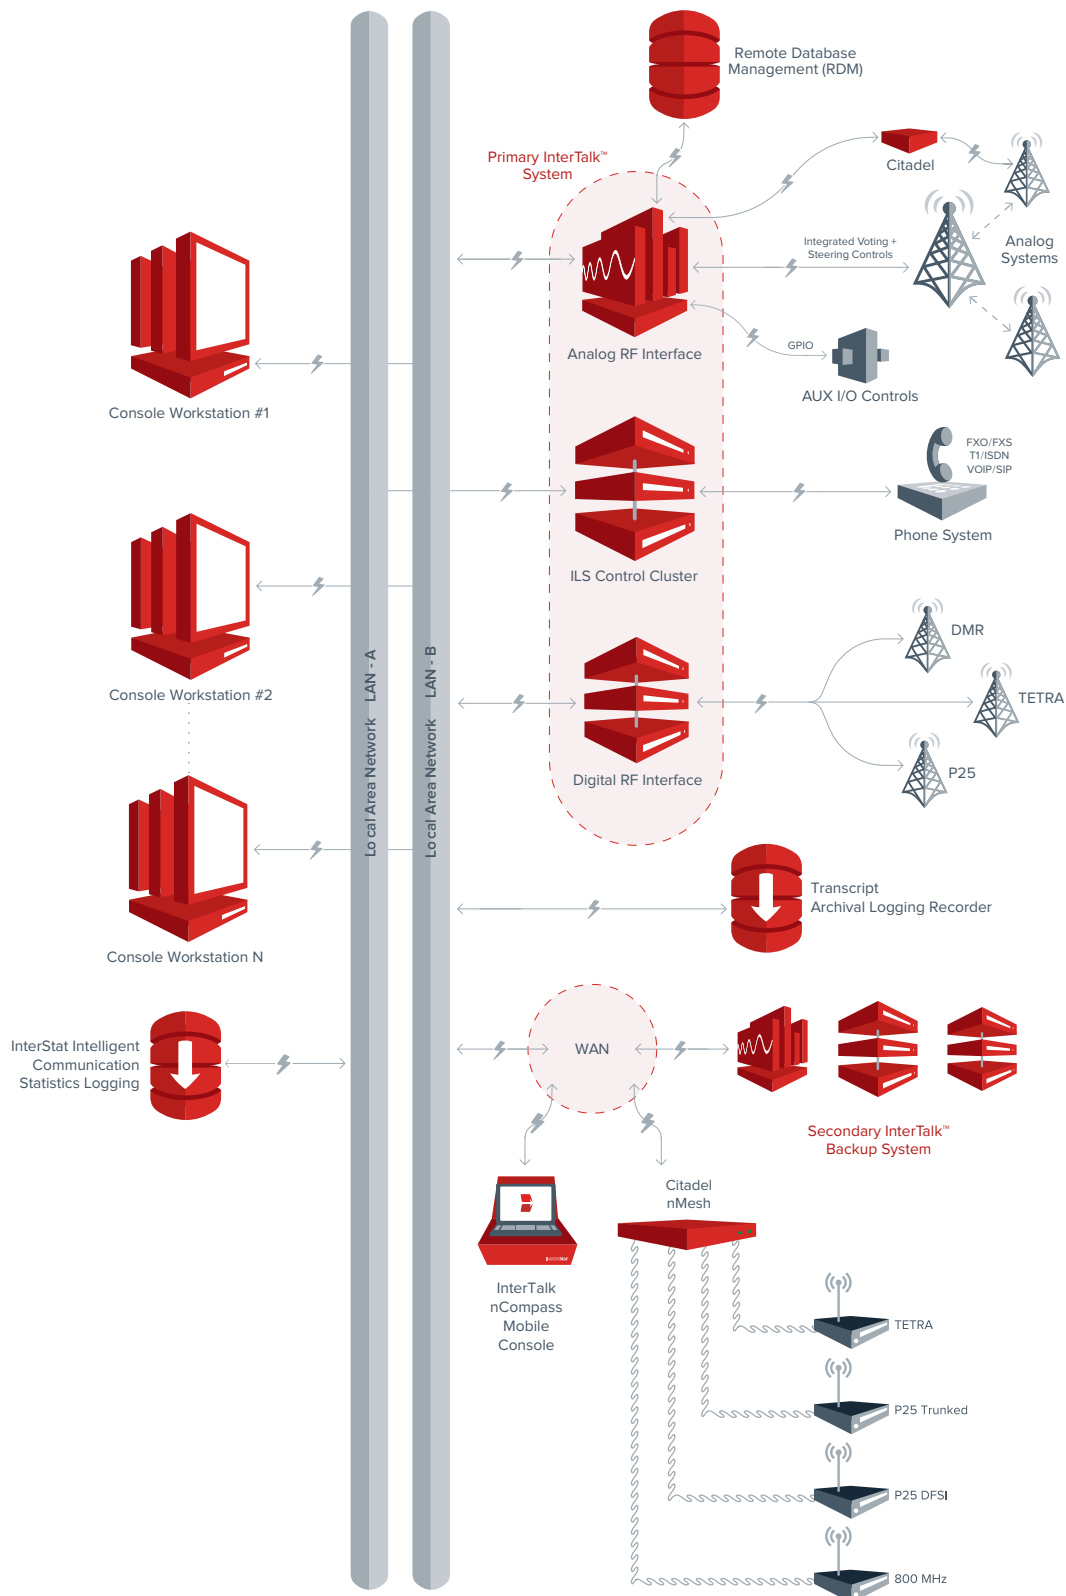 Remote Database
Management (RDM)
Primary InterTalk™
System
Citadel
Integrated Voting +
Steering Controls
Analog
Systems
Analog RF Interface
GPIO
AUX I/O Controls
Console Workstation #1
FXO/FXS
T1/ISDN
VOIP/SIP
Phone System
ILS Control Cluster
Console Workstation #2
Local Area Network LAN - A
Local Area Network LAN - B
DMR
TETRA
P25
Digital RF Interface
Transcript
Archival Logging Recorder
Console Workstation N
InterStat Intelligent
Communication
Statistics Logging
WAN
Secondary InterTalk™
Backup System
Citadel
nMesh
INTERTALK
InterTalk
nCompass
Mobile
Console
TETRA
P25 Trunked
P25 DFSI
800 MHz